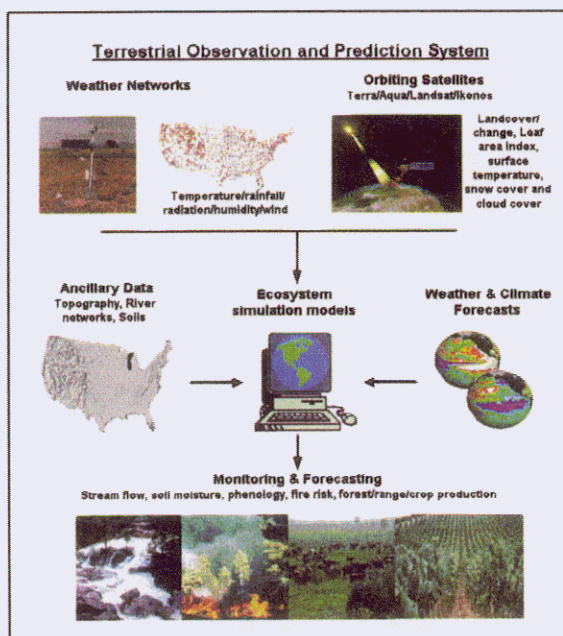 Terrestrial Observation and Prediction System
Weather Networks
Orbiting Satellites
Terra/Aqua/Landsat/Ikonos
Landcover/
change, Leaf
area index,
surface
temperature,
snow cover and
cloud cover
Temperature/rainfall/
radiation/humidity/wind
Ancillary Data
Topography, River
networks, Soils
Ecosystem
simulation models
Weather & Climate
Forecasts
Monitoring & Forecasting
Stream flow, soil moisture, phenology, fire risk, forest/range/crop production